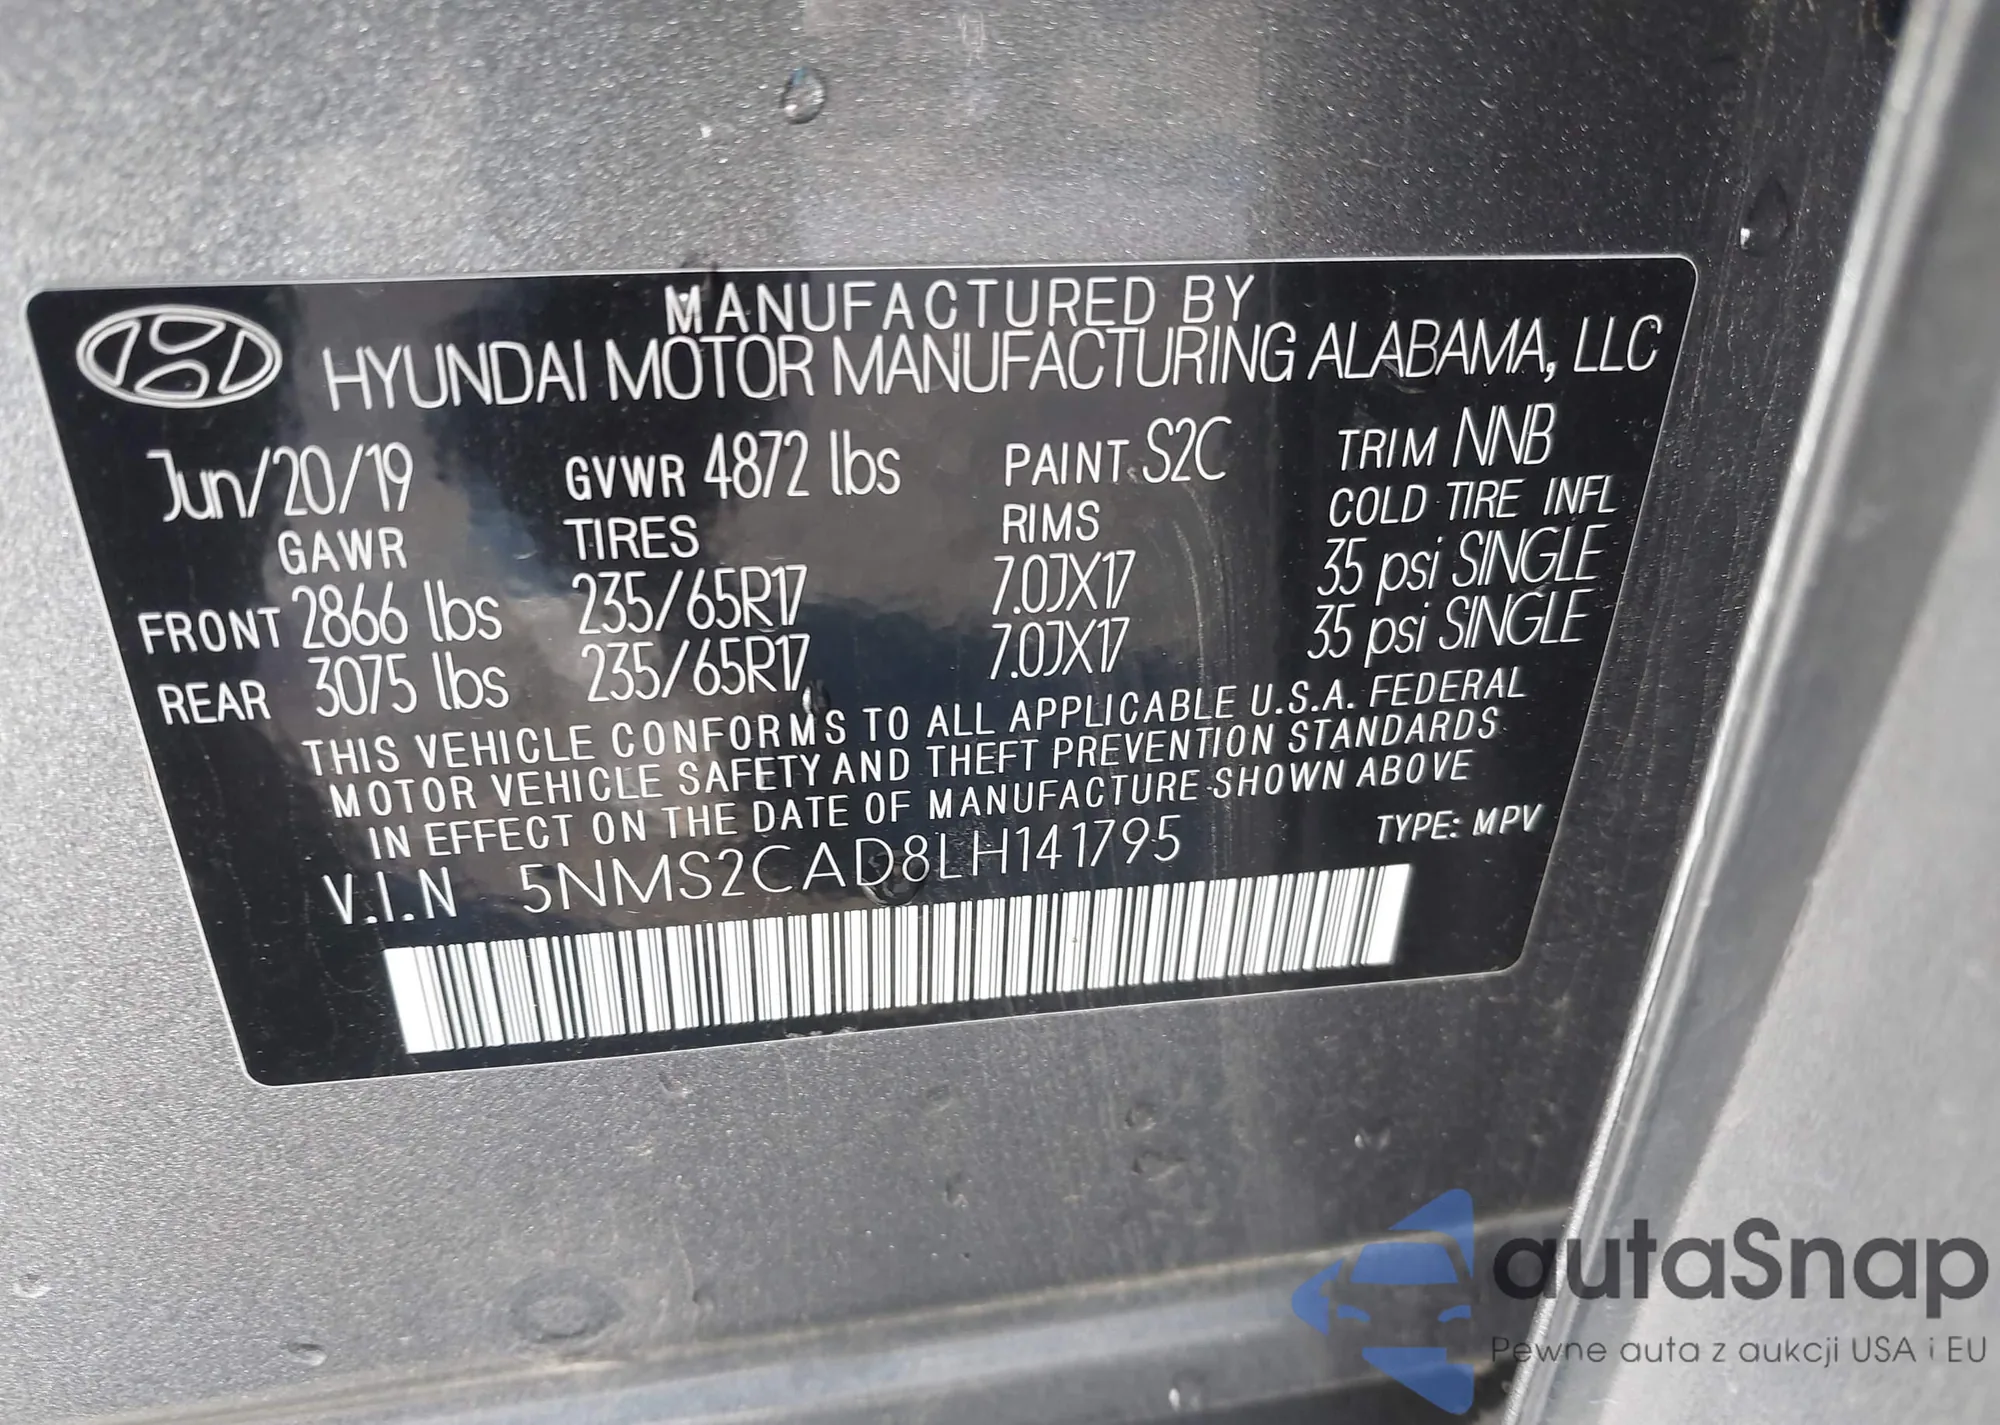 MANUFACTURED BY
HYUNDAI MOTOR MANUFACTURING ALABAMA, LLC
Jun/20/19 GVWR 4872 lbs PAINT S2C TRIM NNB
GAWR TIRES RIMS COLD TIRE INFL
FRONT 2866 lbs 235/65R17 7.0JX17 35 psi SINGLE
REAR 3075 lbs 235/65R17 7.0JX17 35 psi SINGLE
THIS VEHICLE CONFORMS TO ALL APPLICABLE U.S.A. FEDERAL
MOTOR VEHICLE SAFETY AND THEFT PREVENTION STANDARDS
IN EFFECT ON THE DATE OF MANUFACTURE SHOWN ABOVE
V.I.N 5NMS2CAD8LH141795 TYPE: MPV
autaSnap
Pewne auta z aukcji USA i EU